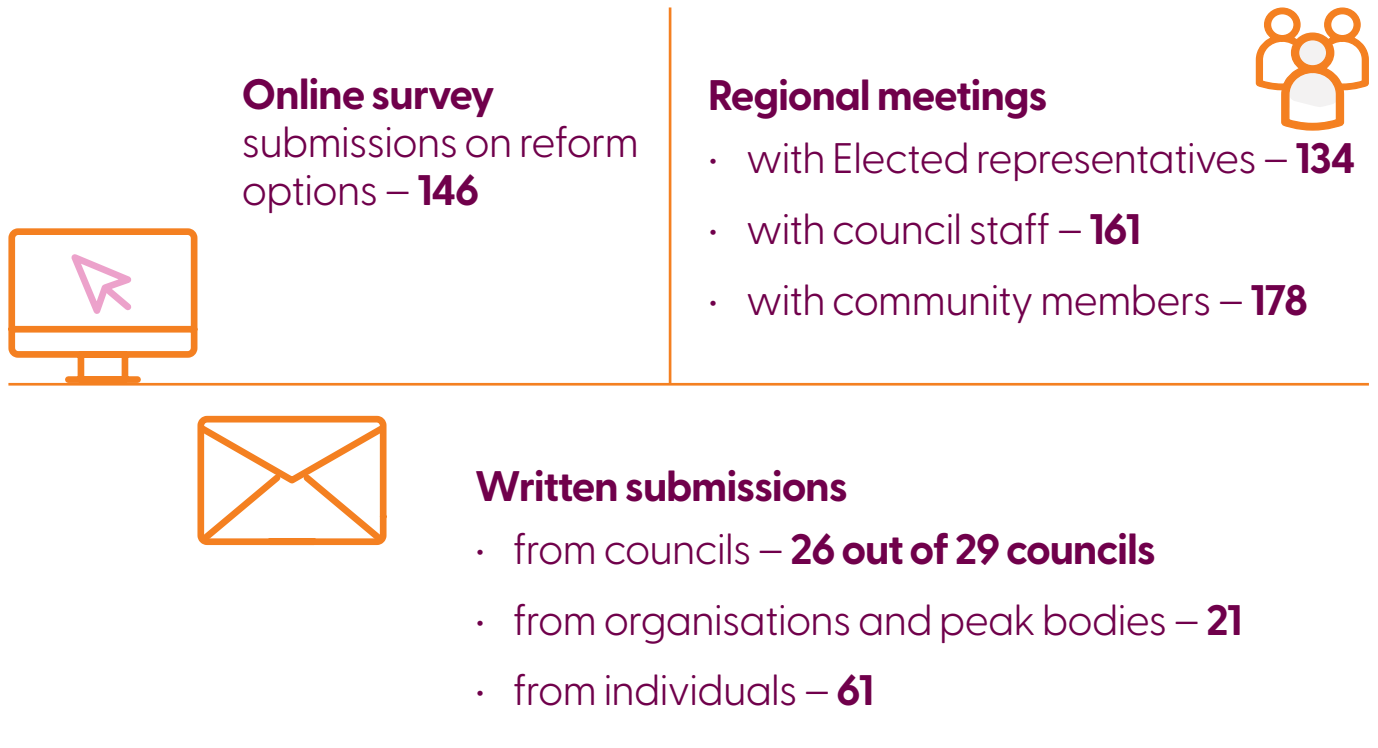 Online survey
submissions on reform
options – 146
Regional meetings
· with Elected representatives – 134
· with council staff – 161
· with community members – 178
Written submissions
· from councils – 26 out of 29 councils
· from organisations and peak bodies – 21
· from individuals – 61